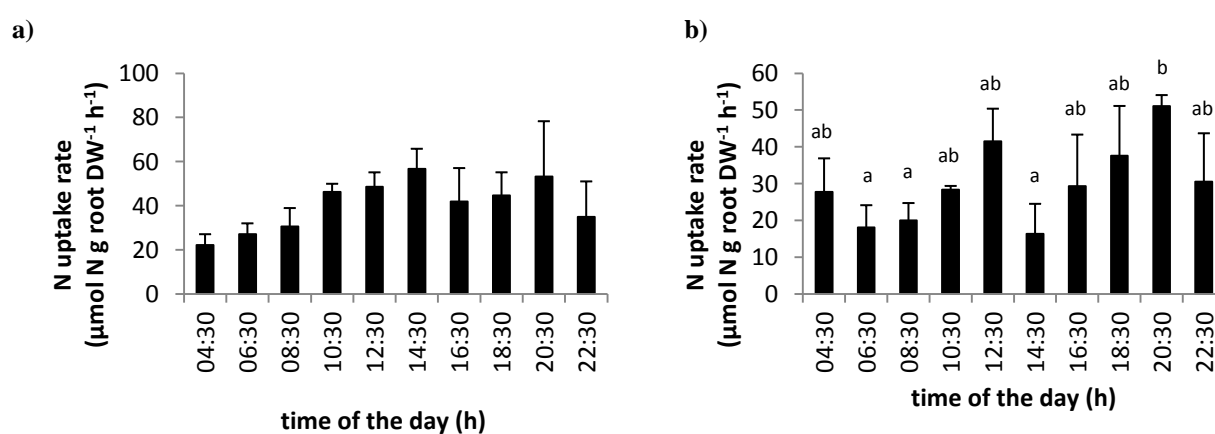 a)
N uptake rate
(µmol N g root DW⁻¹ h⁻¹)
100
80
60
40
20
0
04:30
06:30
08:30
10:30
12:30
14:30
16:30
18:30
20:30
22:30
time of the day (h)
b)
N uptake rate
(µmol N g root DW⁻¹ h⁻¹)
60
50
40
30
20
10
0
ab
a
a
ab
ab
a
ab
ab
b
ab
04:30
06:30
08:30
10:30
12:30
14:30
16:30
18:30
20:30
22:30
time of the day (h)